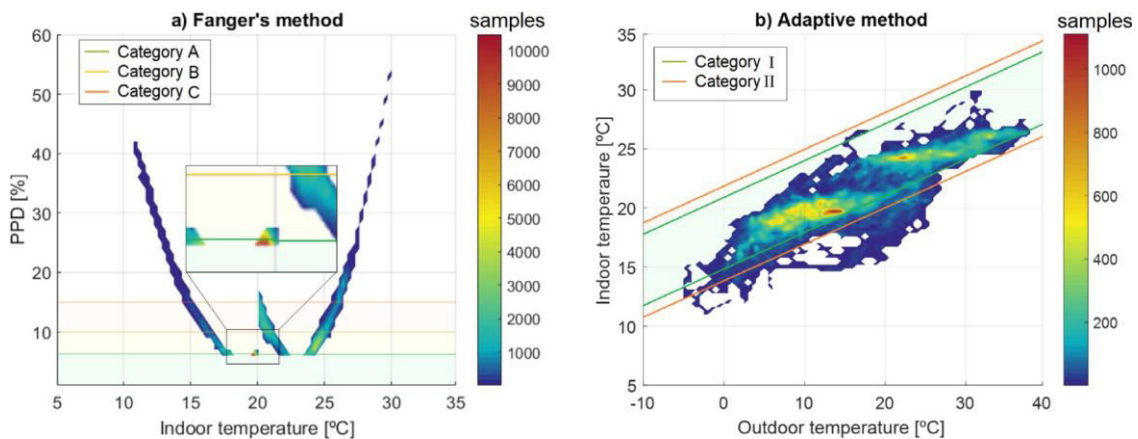 a) Fanger's method
samples
60
50
40
30
20
10
0
PPD [%]
Category A
Category B
Category C
5 10 15 20 25 30 35
Indoor temperature [ºC]
10000
9000
8000
7000
6000
5000
4000
3000
2000
1000
b) Adaptive method
samples
35
30
25
20
15
10
5
Indoor temperaure [ºC]
Category I
Category II
-10 0 10 20 30 40
Outdoor temperature [ºC]
1000
800
600
400
200